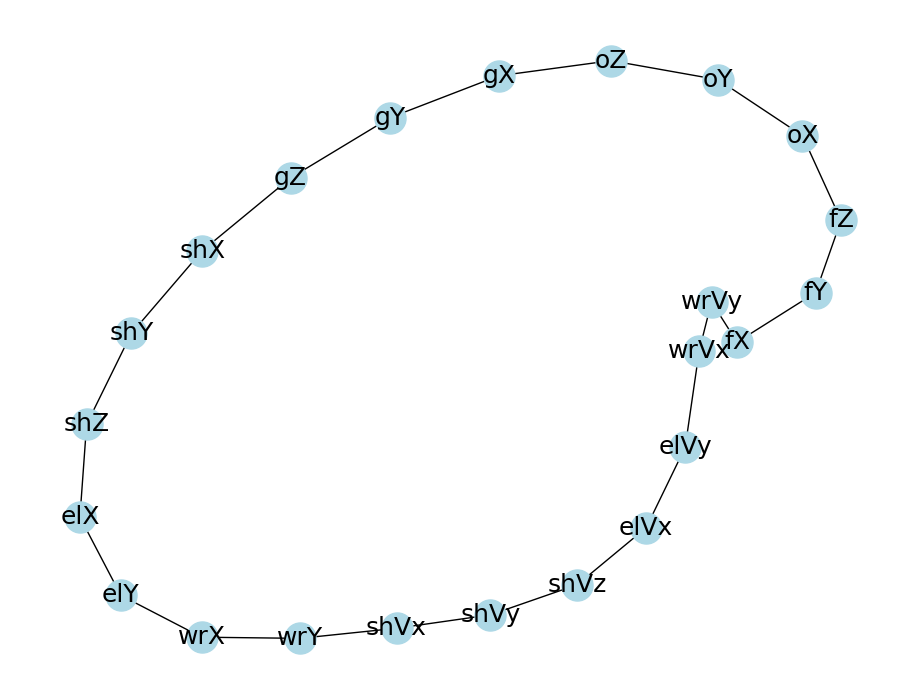 oZ
gX
oY
gY
oX
gZ
fZ
shX
fY
wrVy
shY
fX
wrVx
shZ
elVy
elX
elVx
shVz
elY
shVy
shVx
wrX
wrY